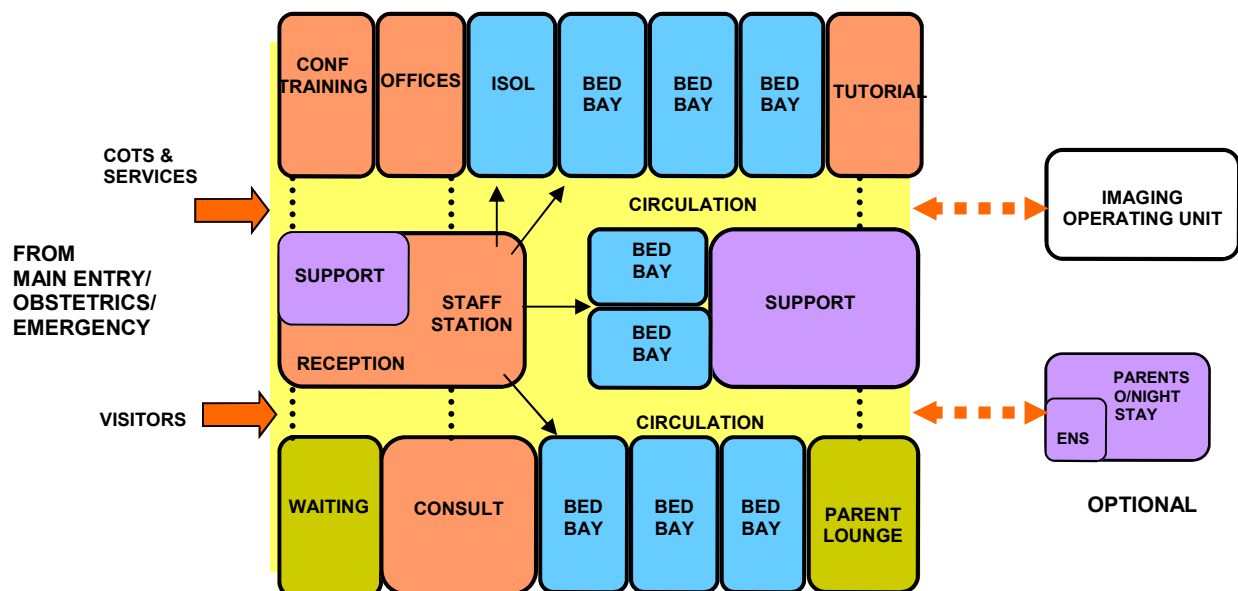 CONF
TRAINING
OFFICES
ISOL
BED
BAY
BED
BAY
BED
BAY
TUTORIAL
COTS &
SERVICES
CIRCULATION
IMAGING
OPERATING UNIT
FROM
MAIN ENTRY/
OBSTETRICS/
EMERGENCY
SUPPORT
STAFF
STATION
RECEPTION
BED
BAY
BED
BAY
SUPPORT
PARENTS
O/NIGHT
STAY
ENS
VISITORS
CIRCULATION
WAITING
CONSULT
BED
BAY
BED
BAY
BED
BAY
PARENT
LOUNGE
OPTIONAL